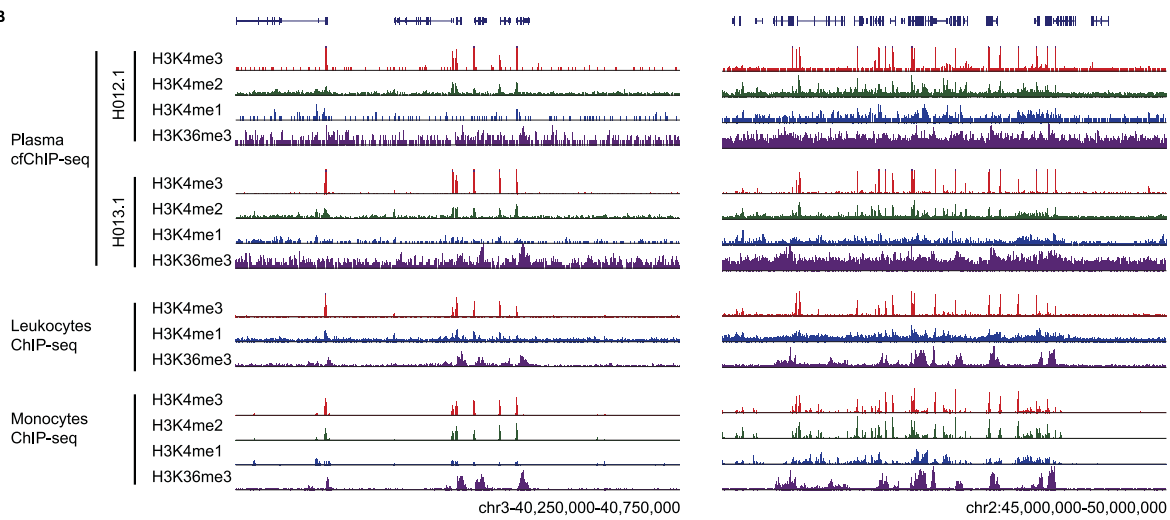 B
H3K4me3
H3K4me2
H3K4me1
H3K36me3
H012.1
Plasma
cfChIP-seq
H3K4me3
H3K4me2
H3K4me1
H3K36me3
H013.1
H3K4me3
Leukocytes
ChIP-seq
H3K4me1
H3K36me3
H3K4me3
Monocytes
ChIP-seq
H3K4me2
H3K4me1
H3K36me3
chr3-40,250,000-40,750,000
chr2:45,000,000-50,000,000